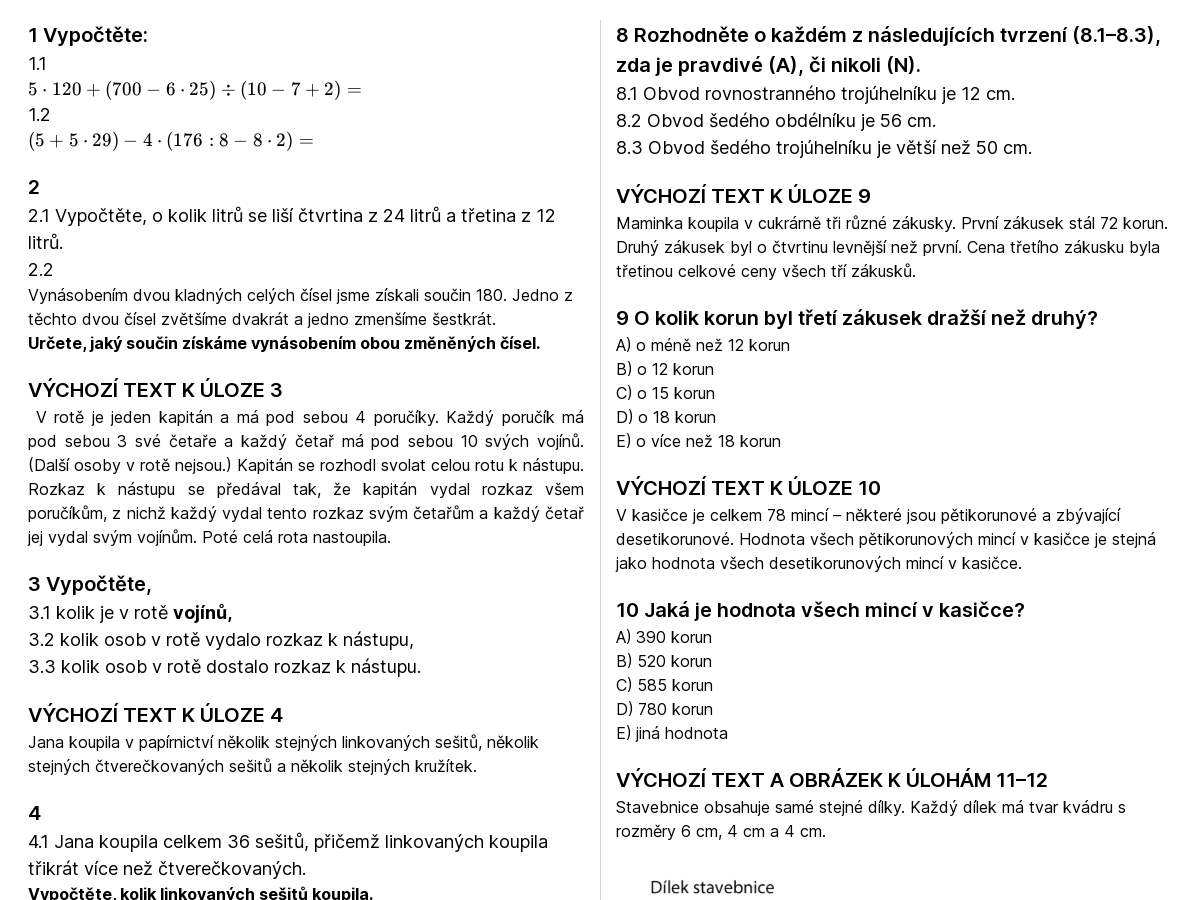 1 Vypočtěte:
1.1
5 · 120 + (700 − 6 · 25) ÷ (10 − 7 + 2) =
1.2
(5 + 5 · 29) − 4 · (176 : 8 − 8 · 2) =
2
2.1 Vypočtěte, o kolik litrů se liší čtvrtina z 24 litrů a třetina z 12
litrů.
2.2
Vynásobením dvou kladných celých čísel jsme získali součin 180. Jedno z
těchto dvou čísel zvětšíme dvakrát a jedno zmenšíme šestkrát.
Určete, jaký součin získáme vynásobením obou změněných čísel.
VÝCHOZÍ TEXT K ÚLOZE 3
V rotě je jeden kapitán a má pod sebou 4 poručíky. Každý poručík má
pod sebou 3 své četaře a každý četař má pod sebou 10 svých vojínů.
(Další osoby v rotě nejsou.) Kapitán se rozhodl svolat celou rotu k nástupu.
Rozkaz k nástupu se předával tak, že kapitán vydal rozkaz všem
poručíkům, z nichž každý vydal tento rozkaz svým četařům a každý četař
jej vydal svým vojínům. Poté celá rota nastoupila.
3 Vypočtěte,
3.1 kolik je v rotě vojínů,
3.2 kolik osob v rotě vydalo rozkaz k nástupu,
3.3 kolik osob v rotě dostalo rozkaz k nástupu.
VÝCHOZÍ TEXT K ÚLOZE 4
Jana koupila v papírnictví několik stejných linkovaných sešitů, několik
stejných čtverečkovaných sešitů a několik stejných kružítek.
4
4.1 Jana koupila celkem 36 sešitů, přičemž linkovaných koupila
třikrát více než čtverečkovaných.
Vypočtěte, kolik linkovaných sešitů koupila.
8 Rozhodněte o každém z následujících tvrzení (8.1–8.3),
zda je pravdivé (A), či nikoli (N).
8.1 Obvod rovnostranného trojúhelníku je 12 cm.
8.2 Obvod šedého obdélníku je 56 cm.
8.3 Obvod šedého trojúhelníku je větší než 50 cm.
VÝCHOZÍ TEXT K ÚLOZE 9
Maminka koupila v cukrárně tři různé zákusky. První zákusek stál 72 korun.
Druhý zákusek byl o čtvrtinu levnější než první. Cena třetího zákusku byla
třetinou celkové ceny všech tří zákusků.
9 O kolik korun byl třetí zákusek dražší než druhý?
A) o méně než 12 korun
B) o 12 korun
C) o 15 korun
D) o 18 korun
E) o více než 18 korun
VÝCHOZÍ TEXT K ÚLOZE 10
V kasičce je celkem 78 mincí – některé jsou pětikorunové a zbývající
desetikorunové. Hodnota všech pětikorunových mincí v kasičce je stejná
jako hodnota všech desetikorunových mincí v kasičce.
10 Jaká je hodnota všech mincí v kasičce?
A) 390 korun
B) 520 korun
C) 585 korun
D) 780 korun
E) jiná hodnota
VÝCHOZÍ TEXT A OBRÁZEK K ÚLOHÁM 11–12
Stavebnice obsahuje samé stejné dílky. Každý dílek má tvar kvádru s
rozměry 6 cm, 4 cm a 4 cm.
Dílek stavebnice